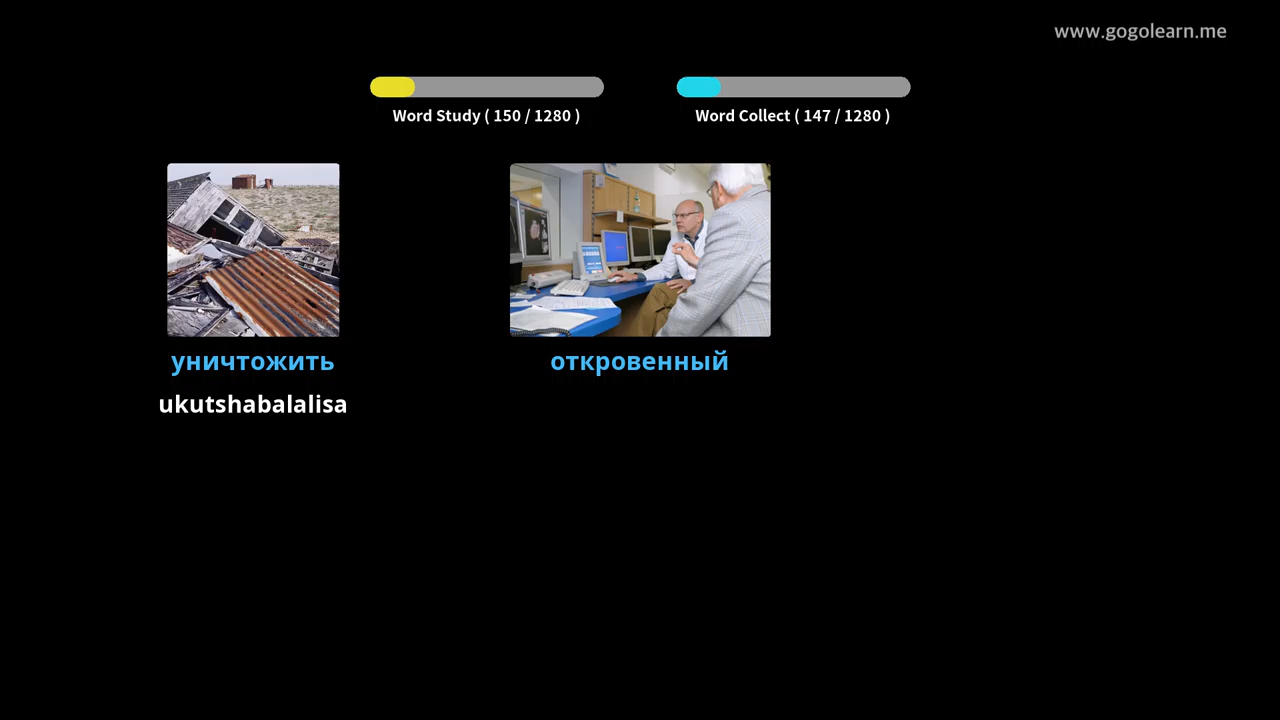 www.gogolearn.me
Word Study ( 150 / 1280 )
Word Collect ( 147 / 1280 )
уничтожить
откровенный
ukutshabalalisa